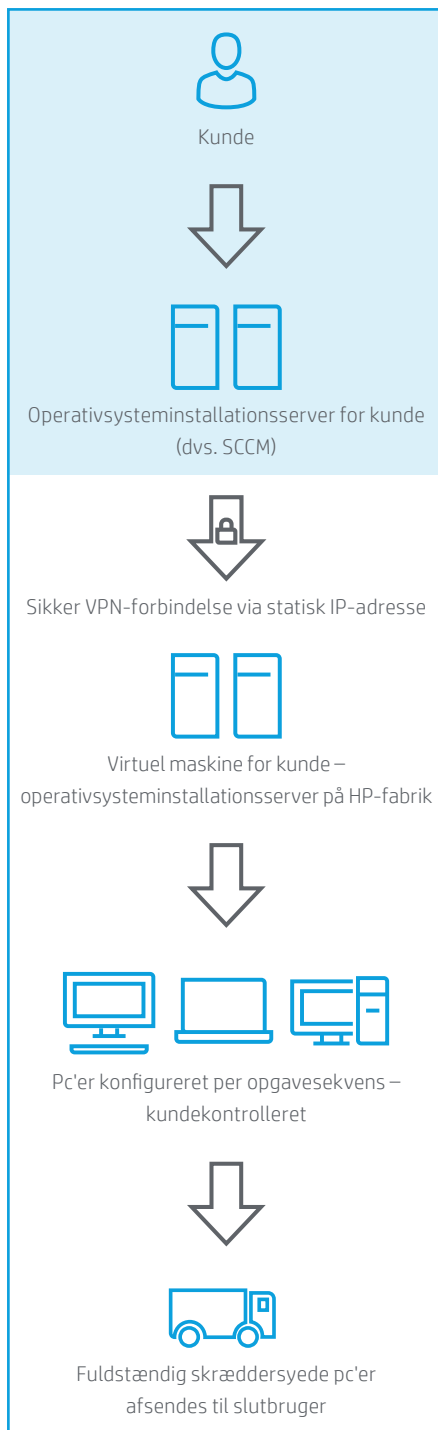 Kunde
Operativsysteminstallationsserver for kunde
(dvs. SCCM)
Sikker VPN-forbindelse via statisk IP-adresse
Virtuel maskine for kunde –
operativsysteminstallationsserver på HP-fabrik
Pc'er konfigureret per opgavesekvens –
kundekontrolleret
Fuldstændig skræddersyede pc'er
afsendes til slutbruger